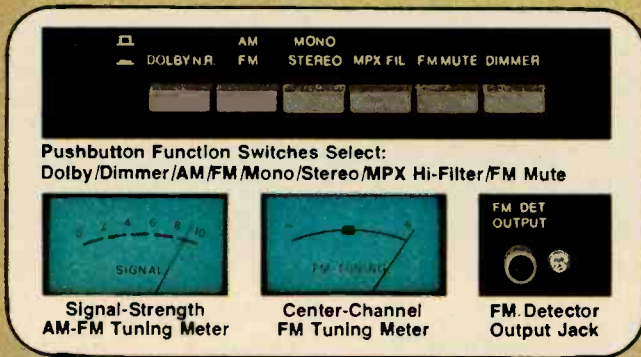 AM MONO
DOLBY N.R. FM STEREO MPX FIL FM MUTE DIMMER
Pushbutton Function Switches Select:
Dolby/Dimmer/AM/FM/Mono/Stereo/MPX Hi-Filter/FM Mute
0 2 4 6 8 10
SIGNAL
FM TUNING
FM DET
OUTPUT
Signal-Strength
AM-FM Tuning Meter
Center-Channel
FM Tuning Meter
FM Detector
Output Jack